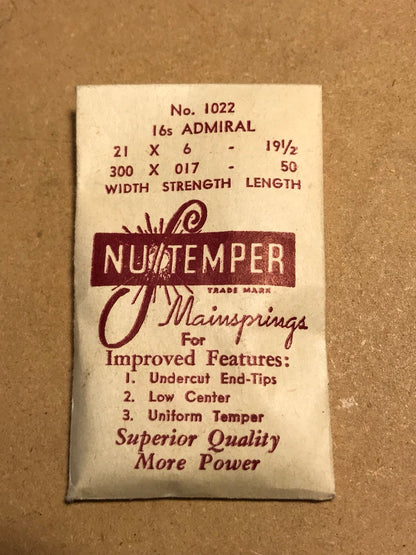 No. 1022
16s ADMIRAL
21 X 6 - 19½
300 X 017 - 50
WIDTH STRENGTH LENGTH
NU TEMPER
TRADE MARK
Mainsprings
For
Improved Features:
1. Undercut End-Tips
2. Low Center
3. Uniform Temper
Superior Quality
More Power